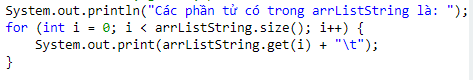 System.out.println("Các phần tử có trong arrListString là: ");
for (int i = 0; i < arrListString.size(); i++) {
    System.out.print(arrListString.get(i) + "\t");
}